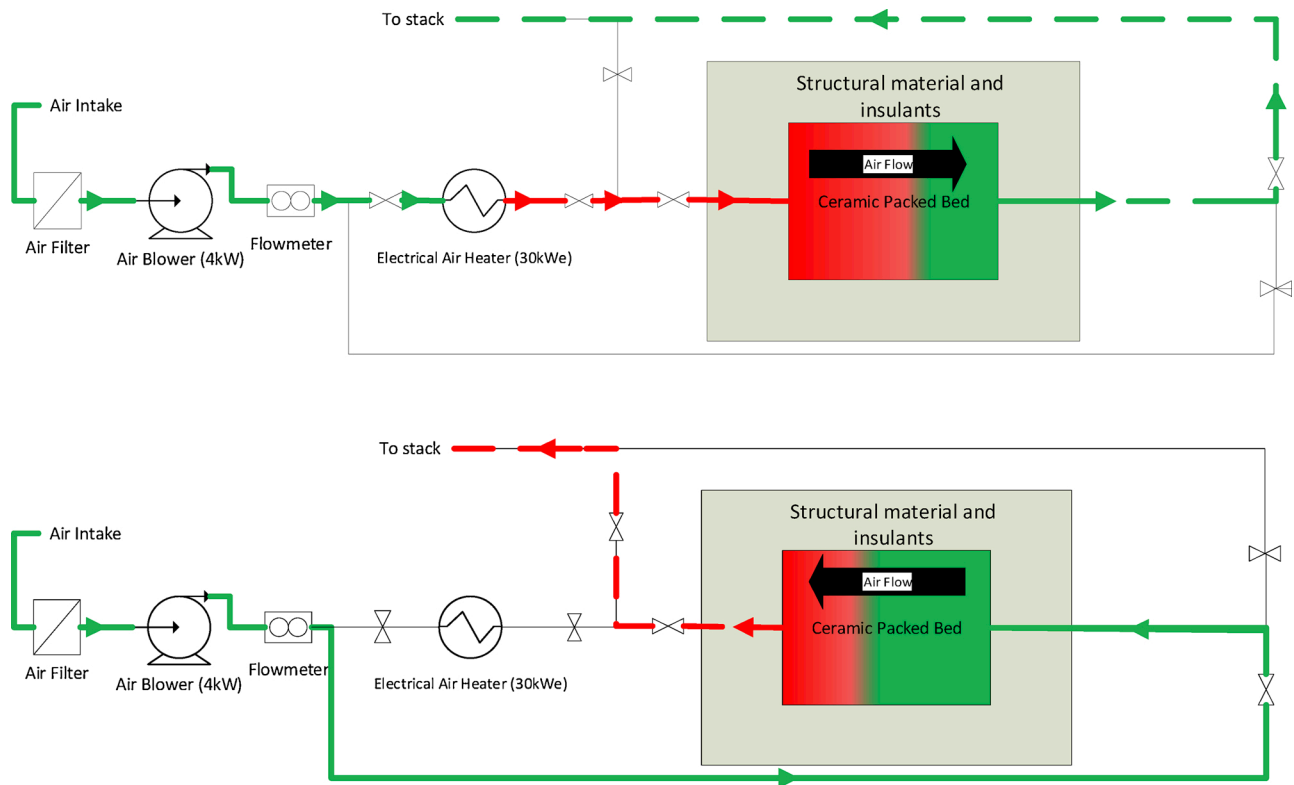 To stack
Air Intake
Structural material and
insulants
Air Flow
Ceramic Packed Bed
Air Filter
Air Blower (4kW)
Flowmeter
Electrical Air Heater (30kWe)
To stack
Air Intake
Structural material and
insulants
Air Flow
Ceramic Packed Bed
Air Filter
Air Blower (4kW)
Flowmeter
Electrical Air Heater (30kWe)